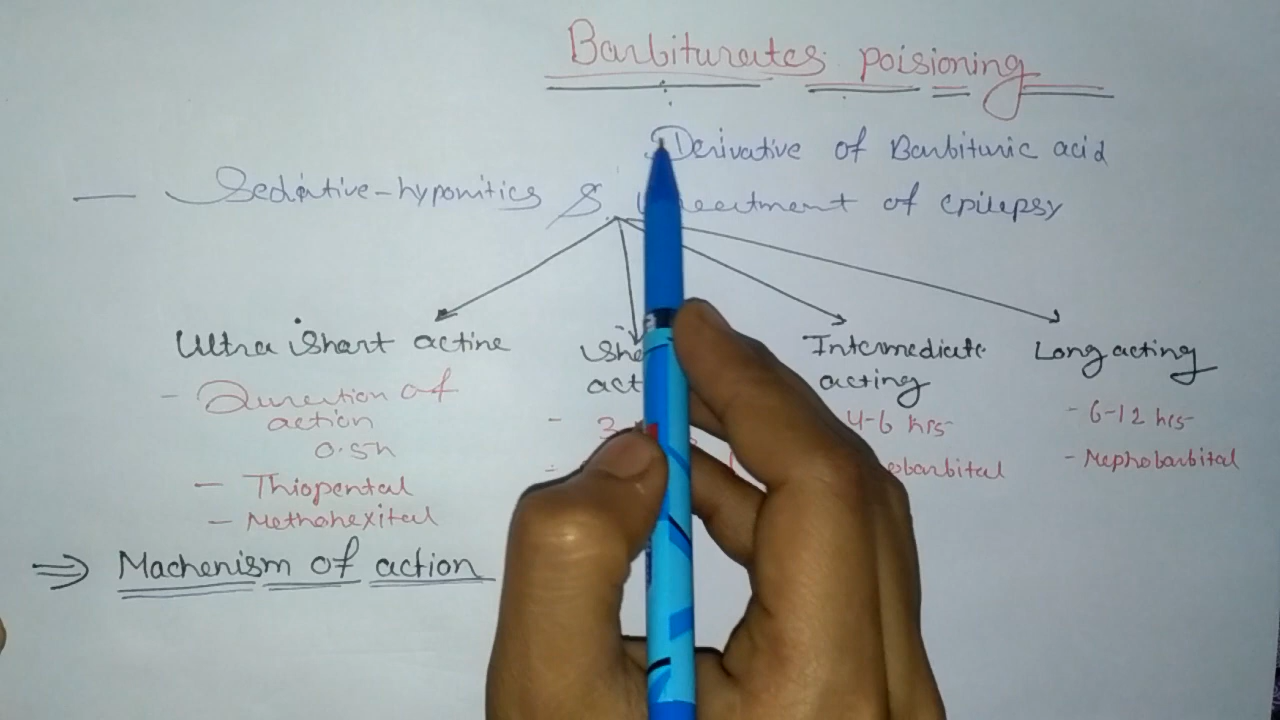 Barbiturates poisioning
Derivative of Barbituric acid
Sedative-hyponitics & of epilepsy
Ultra short actine
Intermediate
acting
Long acting
- Duration of
action
0.5h
- Thiopental
- Methohexital
- 3
4-6 hrs
- 6-12 hrs
- Mephobarbital
⇒ Machenism of action